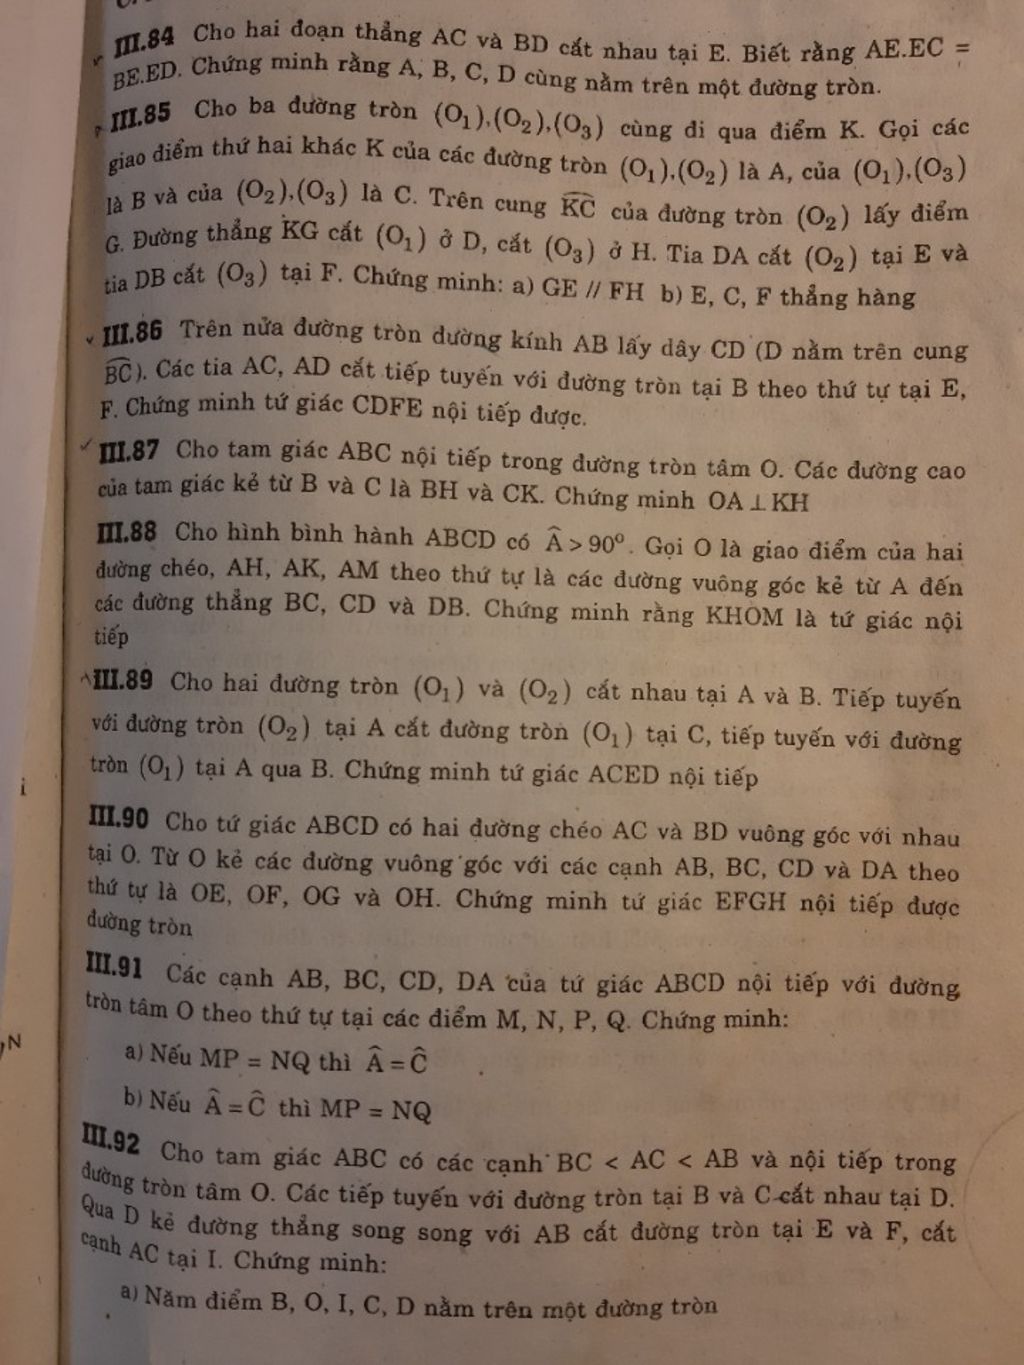 III.84 Cho hai đoạn thẳng AC và BD cắt nhau tại E. Biết rằng AE.EC =
BE.ED. Chứng minh rằng A, B, C, D cùng nằm trên một đường tròn.
III.85 Cho ba đường tròn (O₁),(O₂),(O₃) cùng đi qua điểm K. Gọi các
giao điểm thứ hai khác K của các đường tròn (O₁),(O₂) là A, của (O₁),(O₃)
là B và của (O₂),(O₃) là C. Trên cung KC của đường tròn (O₂) lấy điểm
G. Đường thẳng KG cắt (O₁) ở D, cắt (O₃) ở H. Tia DA cắt (O₂) tại E và
tia DB cắt (O₃) tại F. Chứng minh: a) GE // FH b) E, C, F thẳng hàng
III.86 Trên nửa đường tròn đường kính AB lấy dây CD (D nằm trên cung
BC). Các tia AC, AD cắt tiếp tuyến với đường tròn tại B theo thứ tự tại E,
F. Chứng minh tứ giác CDFE nội tiếp được.
III.87 Cho tam giác ABC nội tiếp trong đường tròn tâm O. Các đường cao
của tam giác kẻ từ B và C là BH và CK. Chứng minh OA ⊥ KH
III.88 Cho hình bình hành ABCD có Â > 90°. Gọi O là giao điểm của hai
đường chéo, AH, AK, AM theo thứ tự là các đường vuông góc kẻ từ A đến
các đường thẳng BC, CD và DB. Chứng minh rằng KHOM là tứ giác nội
tiếp
III.89 Cho hai đường tròn (O₁) và (O₂) cắt nhau tại A và B. Tiếp tuyến
với đường tròn (O₂) tại A cắt đường tròn (O₁) tại C, tiếp tuyến với đường
tròn (O₁) tại A qua B. Chứng minh tứ giác ACED nội tiếp
i
III.90 Cho tứ giác ABCD có hai đường chéo AC và BD vuông góc với nhau
tại O. Từ O kẻ các đường vuông góc với các cạnh AB, BC, CD và DA theo
thứ tự là OE, OF, OG và OH. Chứng minh tứ giác EFGH nội tiếp được
đường tròn
III.91 Các cạnh AB, BC, CD, DA của tứ giác ABCD nội tiếp với đường
tròn tâm O theo thứ tự tại các điểm M, N, P, Q. Chứng minh:
N
a) Nếu MP = NQ thì Â = Ĉ
b) Nếu Â = Ĉ thì MP = NQ
III.92 Cho tam giác ABC có các cạnh BC < AC < AB và nội tiếp trong
đường tròn tâm O. Các tiếp tuyến với đường tròn tại B và C cắt nhau tại D.
Qua D kẻ đường thẳng song song với AB cắt đường tròn tại E và F, cắt
cạnh AC tại I. Chứng minh:
a) Năm điểm B, O, I, C, D nằm trên một đường tròn